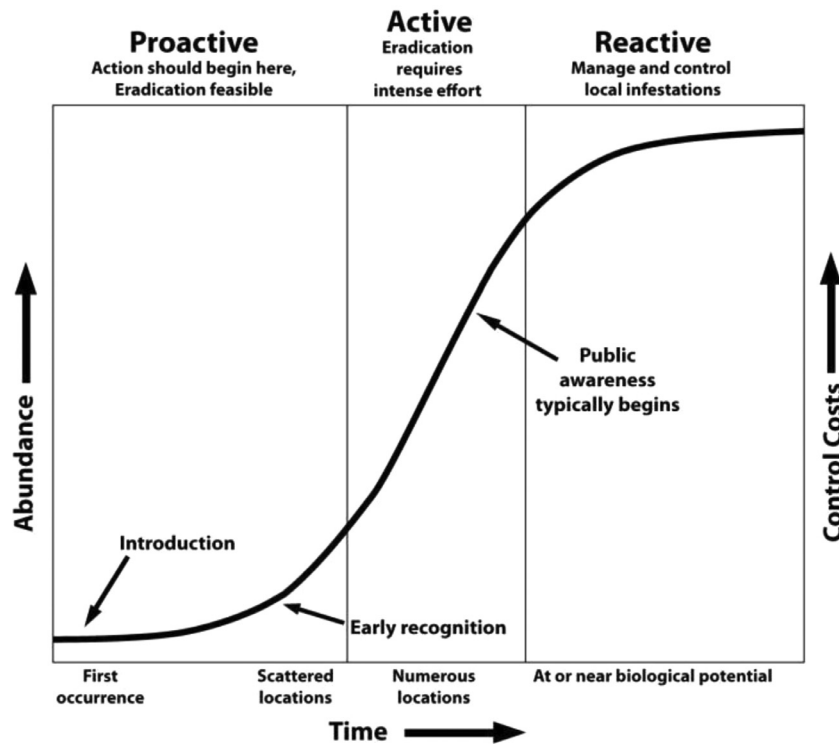 Proactive
Action should begin here,
Eradication feasible
Active
Eradication
requires
intense effort
Reactive
Manage and control
local infestations
Abundance
Control Costs
Public
awareness
typically begins
Introduction
Early recognition
First
occurrence
Scattered
locations
Numerous
locations
At or near biological potential
Time